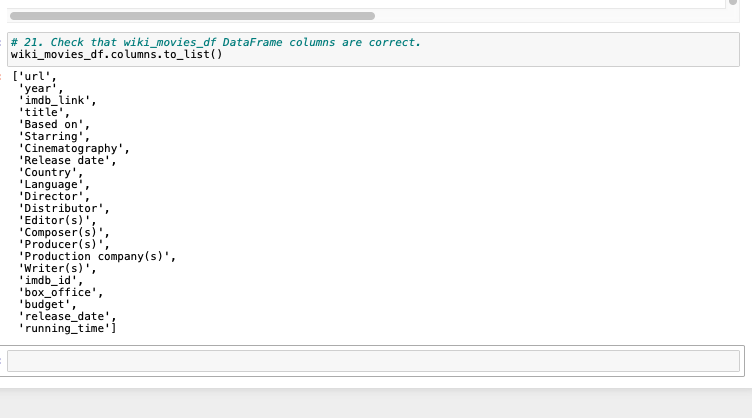 # 21. Check that wiki_movies_df DataFrame columns are correct.
wiki_movies_df.columns.to_list()
['url',
'year',
'imdb_link',
'title',
'Based on',
'Starring',
'Cinematography',
'Release date',
'Country',
'Language',
'Director',
'Distributor',
'Editor(s)',
'Composer(s)',
'Producer(s)',
'Production company(s)',
'Writer(s)',
'imdb_id',
'box_office',
'budget',
'release_date',
'running_time']